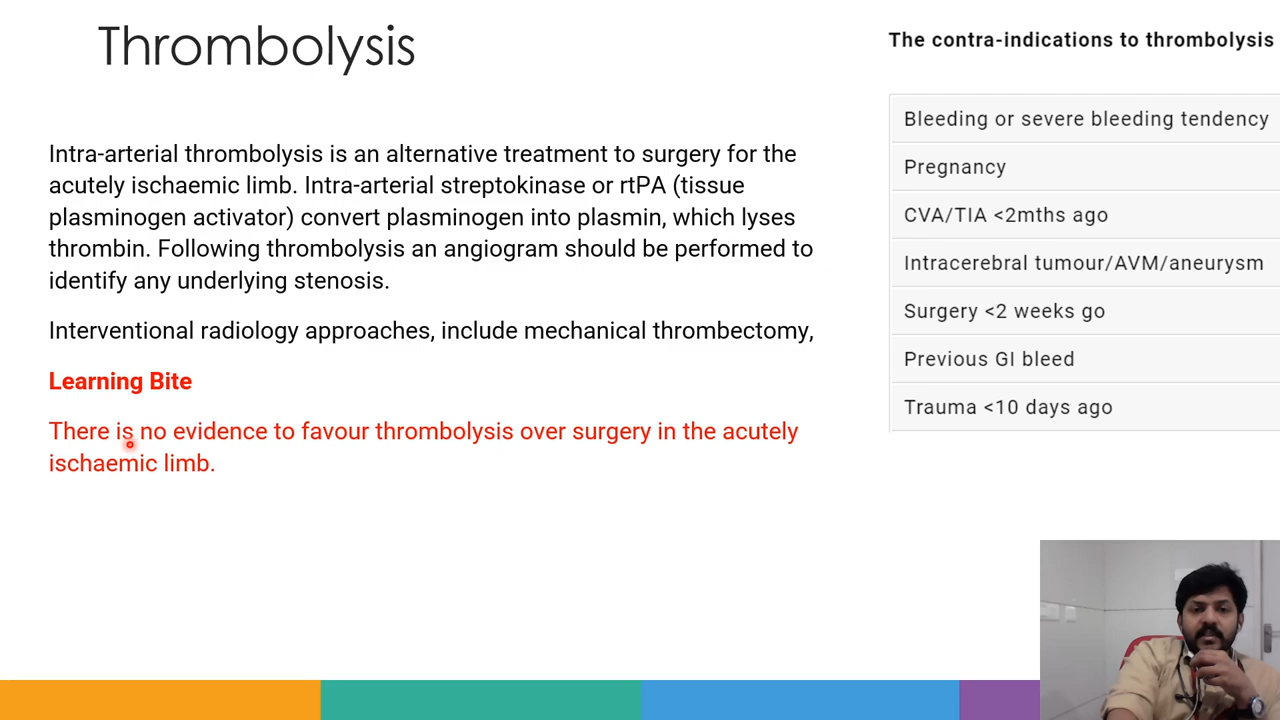 Thrombolysis
Intra-arterial thrombolysis is an alternative treatment to surgery for the
acutely ischaemic limb. Intra-arterial streptokinase or rtPA (tissue
plasminogen activator) convert plasminogen into plasmin, which lyses
thrombin. Following thrombolysis an angiogram should be performed to
identify any underlying stenosis.
Interventional radiology approaches, include mechanical thrombectomy,
Learning Bite
There is no evidence to favour thrombolysis over surgery in the acutely
ischaemic limb.
The contra-indications to thrombolysis
Bleeding or severe bleeding tendency
Pregnancy
CVA/TIA <2mths ago
Intracerebral tumour/AVM/aneurysm
Surgery <2 weeks go
Previous GI bleed
Trauma <10 days ago